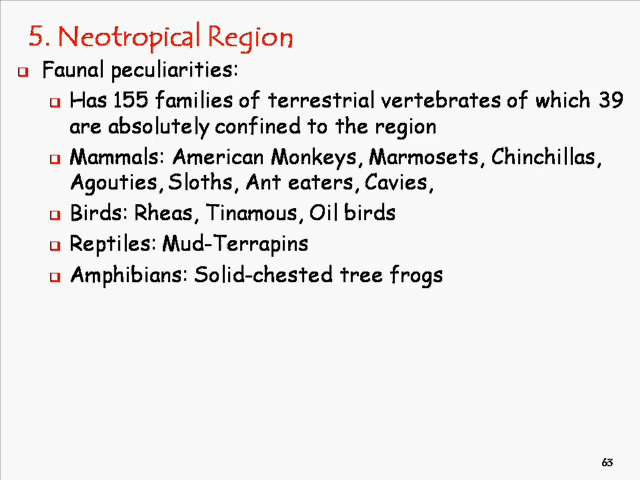 5. Neotropical Region
Faunal peculiarities:
Has 155 families of terrestrial vertebrates of which 39
are absolutely confined to the region
Mammals: American Monkeys, Marmosets, Chinchillas,
Agouties, Sloths, Ant eaters, Cavies,
Birds: Rheas, Tinamous, Oil birds
Reptiles: Mud-Terrapins
Amphibians: Solid-chested tree frogs
63